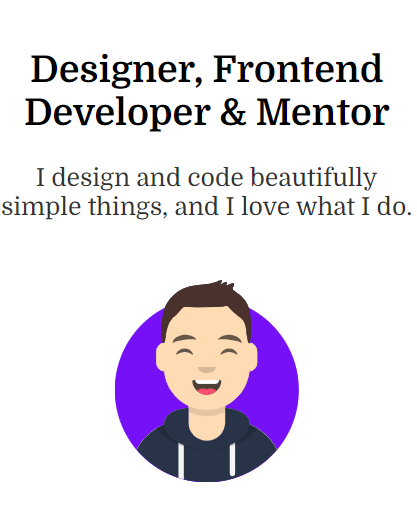 Designer, Frontend
Developer & Mentor
I design and code beautifully
simple things, and I love what I do.